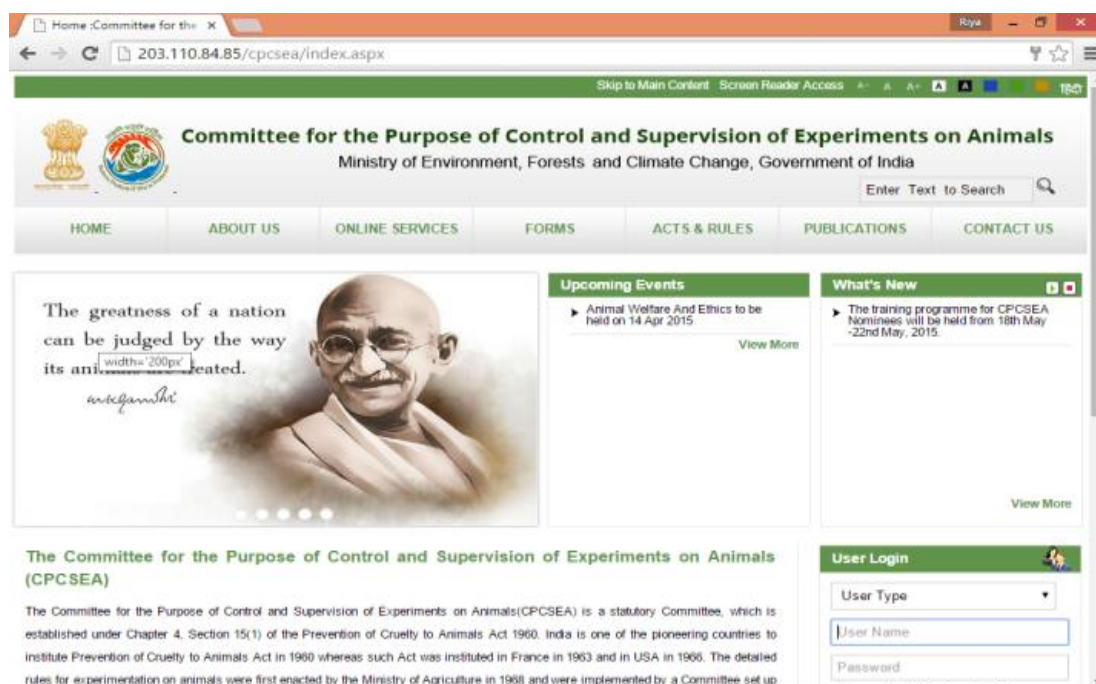 Home :Committee for the
Riya
203.110.84.85/cpcsea/index.aspx
Skip to Main Content Screen Reader Access A- A A+ A A हिंदी
Committee for the Purpose of Control and Supervision of Experiments on Animals
Ministry of Environment, Forests and Climate Change, Government of India
Enter Text to Search
HOME ABOUT US ONLINE SERVICES FORMS ACTS & RULES PUBLICATIONS CONTACT US
The greatness of a nation
can be judged by the way
its treated.
width='200px'
mkgandhi
Upcoming Events
Animal Welfare And Ethics to be
held on 14 Apr 2015
View More
What's New
The training programme for CPCSEA
Nominees will be held from 18th May
-22nd May, 2015.
View More
The Committee for the Purpose of Control and Supervision of Experiments on Animals
(CPCSEA)
The Committee for the Purpose of Control and Supervision of Experiments on Animals(CPCSEA) is a statutory Committee, which is
established under Chapter 4, Section 15(1) of the Prevention of Cruelty to Animals Act 1960. India is one of the pioneering countries to
institute Prevention of Cruelty to Animals Act in 1960 whereas such Act was instituted in France in 1963 and in USA in 1966. The detailed
rules for experimentation on animals were first enacted by the Ministry of Agriculture in 1968 and were implemented by a Committee set up
User Login
User Type
User Name
Password